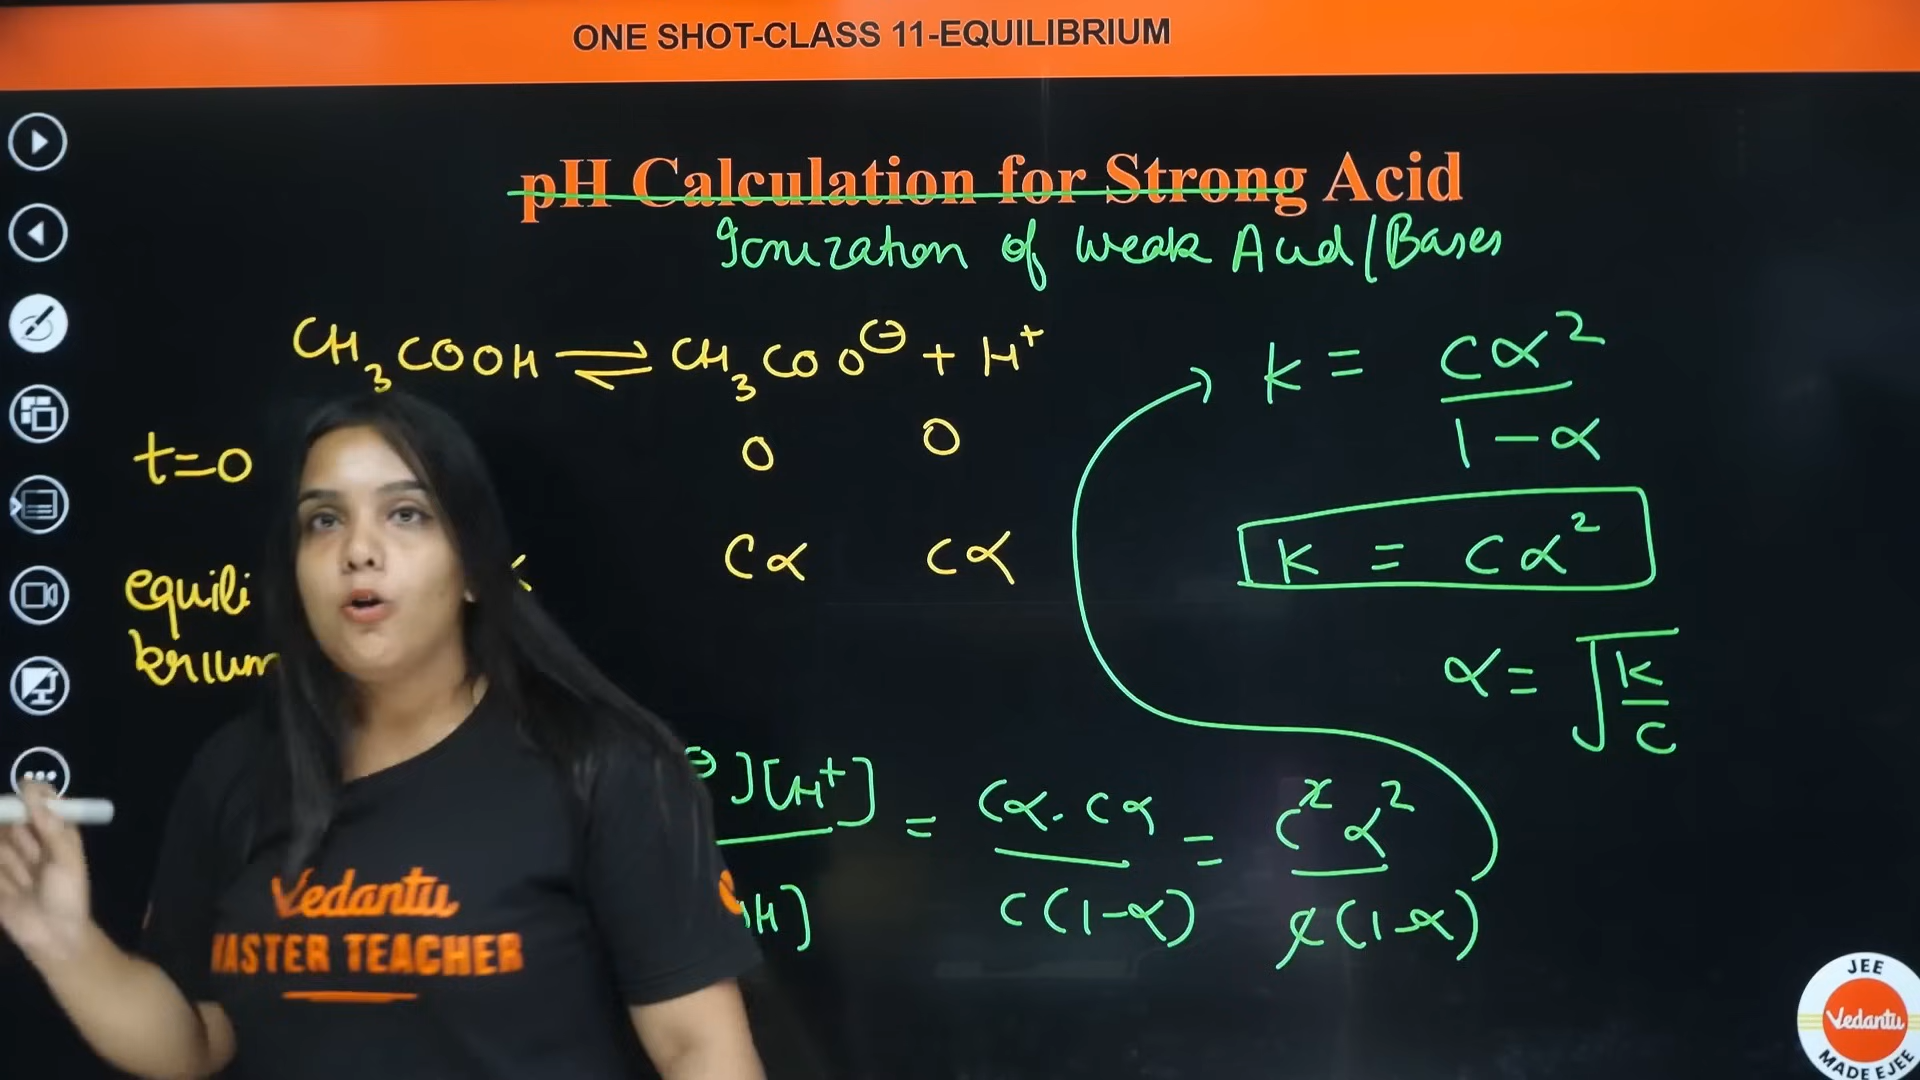 ONE SHOT-CLASS 11-EQUILIBRIUM
pH Calculation for Strong Acid
Ionization of weak Acid/Bases
CH₃COOH ⇌ CH₃COO⊖ + H⁺
t=0 0 0
equili Cα Cα
brium
K = Cα² / 1-α
K = Cα²
α = √(K/C)
][H⁺] / H] = Cα.Cα / C(1-α) = C²α² / C(1-α)
Vedantu
MASTER TEACHER
JEE
Vedantu
MADE EJEE